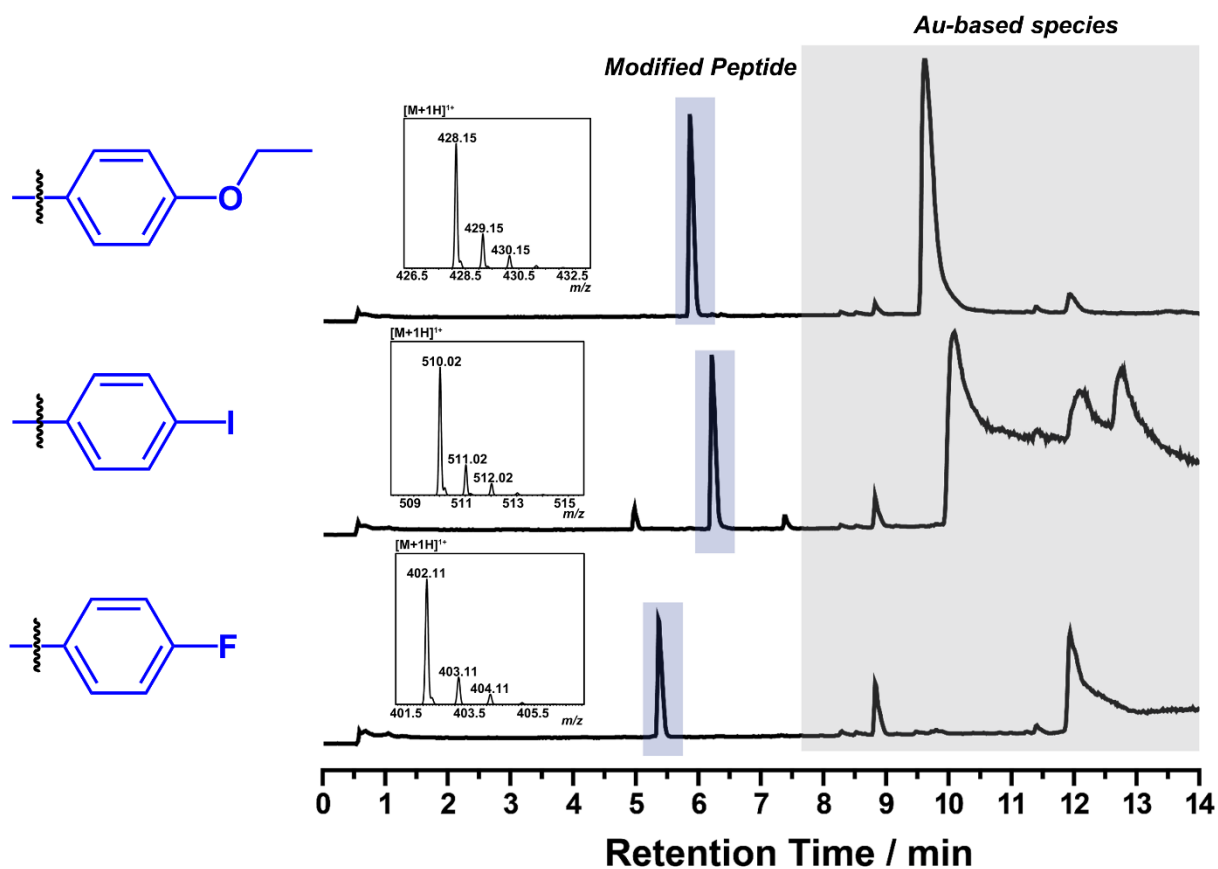 Au-based species
Modified Peptide
[M+1H]¹⁺
428.15
429.15
430.15
426.5 428.5 430.5 432.5
m/z
O
[M+1H]¹⁺
510.02
511.02
512.02
509 511 513 515
m/z
I
[M+1H]¹⁺
402.11
403.11
404.11
401.5 403.5 405.5
m/z
F
0 1 2 3 4 5 6 7 8 9 10 11 12 13 14
Retention Time / min